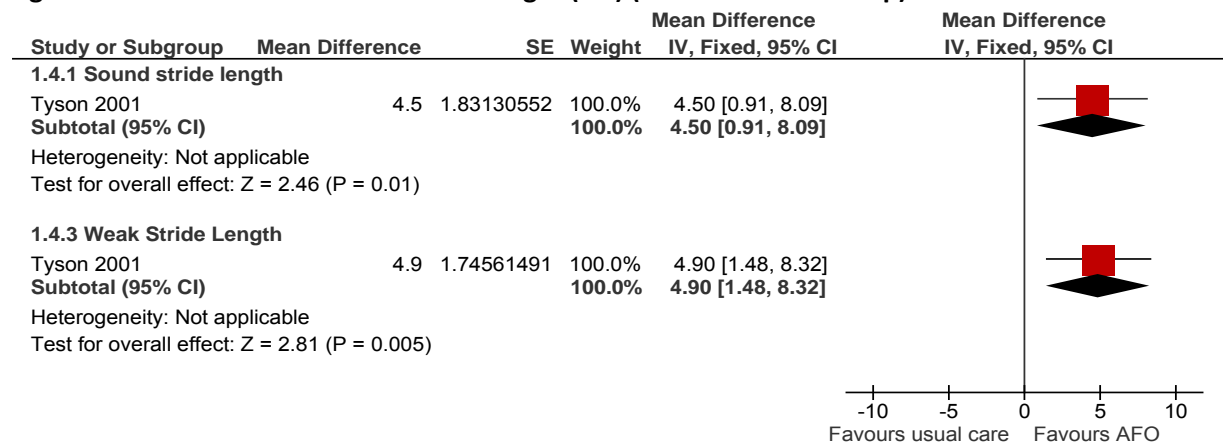 Mean Difference Mean Difference
Study or Subgroup Mean Difference SE Weight IV, Fixed, 95% CI IV, Fixed, 95% CI
1.4.1 Sound stride length
Tyson 2001 4.5 1.83130552 100.0% 4.50 [0.91, 8.09]
Subtotal (95% CI) 100.0% 4.50 [0.91, 8.09]
Heterogeneity: Not applicable
Test for overall effect: Z = 2.46 (P = 0.01)
1.4.3 Weak Stride Length
Tyson 2001 4.9 1.74561491 100.0% 4.90 [1.48, 8.32]
Subtotal (95% CI) 100.0% 4.90 [1.48, 8.32]
Heterogeneity: Not applicable
Test for overall effect: Z = 2.81 (P = 0.005)
-10 -5 0 5 10
Favours usual care Favours AFO